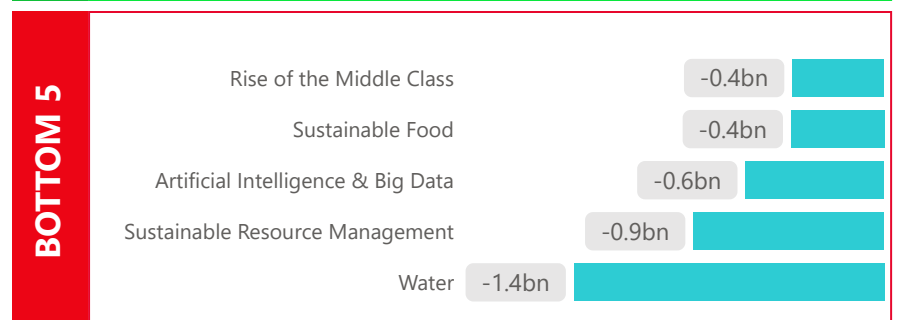 BOTTOM 5
Rise of the Middle Class -0.4bn
Sustainable Food -0.4bn
Artificial Intelligence & Big Data -0.6bn
Sustainable Resource Management -0.9bn
Water -1.4bn